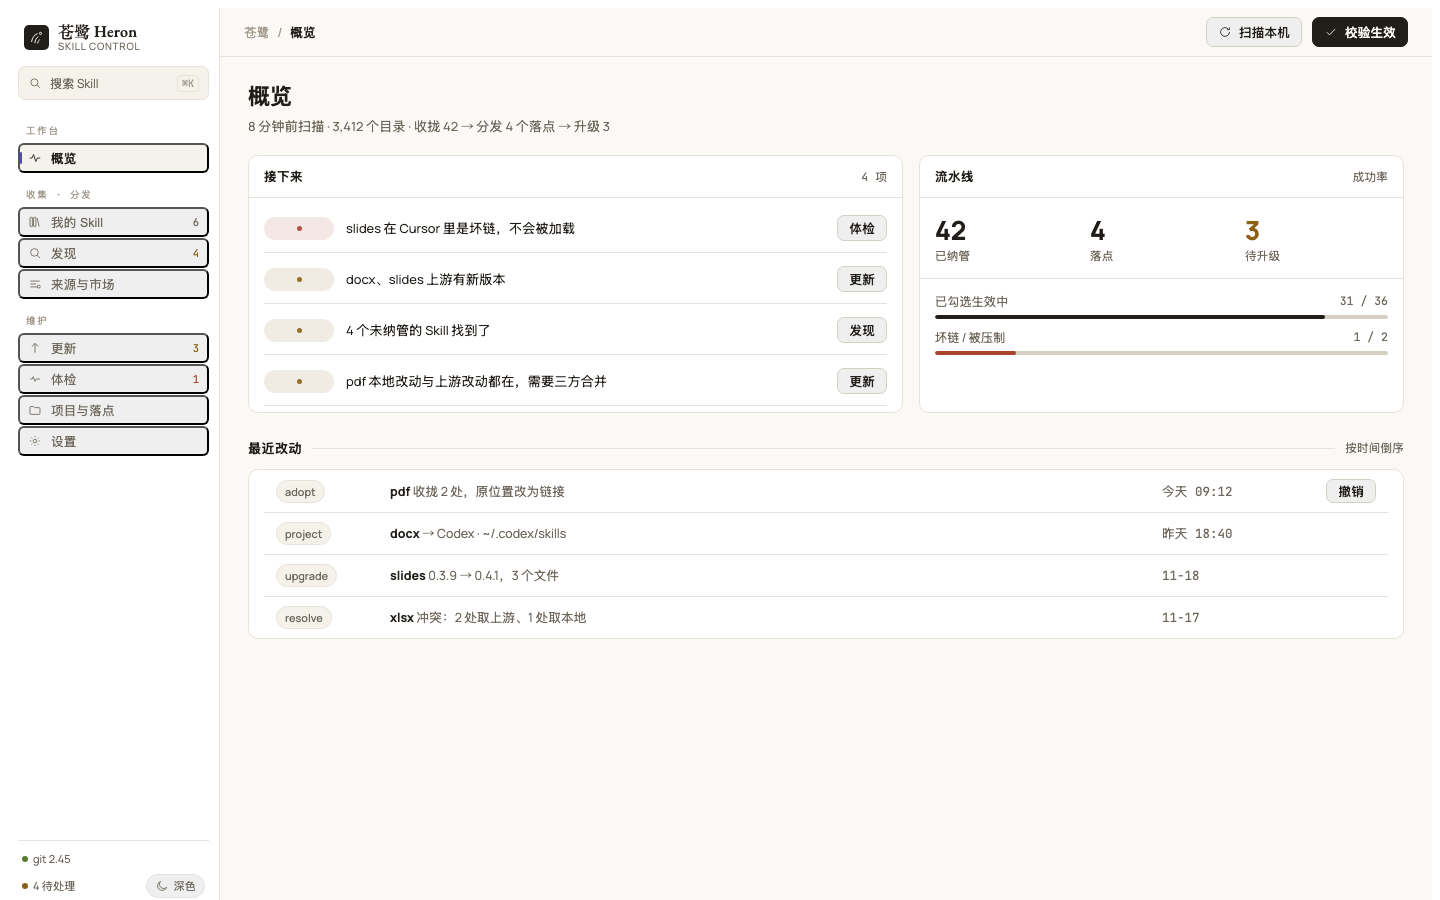 苍鹭 Heron
SKILL CONTROL
搜索 Skill ⌘K
工作台
概览
收集 · 分发
我的 Skill 6
发现 4
来源与市场
维护
更新 3
体检 1
项目与落点
设置
git 2.45
4 待处理
深色
苍鹭 / 概览
扫描本机
校验生效
概览
8 分钟前扫描 · 3,412 个目录 · 收拢 42 → 分发 4 个落点 → 升级 3
接下来 4 项
slides 在 Cursor 里是坏链，不会被加载 体检
docx、slides 上游有新版本 更新
4 个未纳管的 Skill 找到了 发现
pdf 本地改动与上游改动都在，需要三方合并 更新
流水线 成功率
42 4 3
已纳管 落点 待升级
已勾选生效中 31 / 36
坏链 / 被压制 1 / 2
最近改动 按时间倒序
adopt pdf 收拢 2 处，原位置改为链接 今天 09:12 撤销
project docx → Codex · ~/.codex/skills 昨天 18:40
upgrade slides 0.3.9 → 0.4.1，3 个文件 11-18
resolve xlsx 冲突：2 处取上游、1 处取本地 11-17